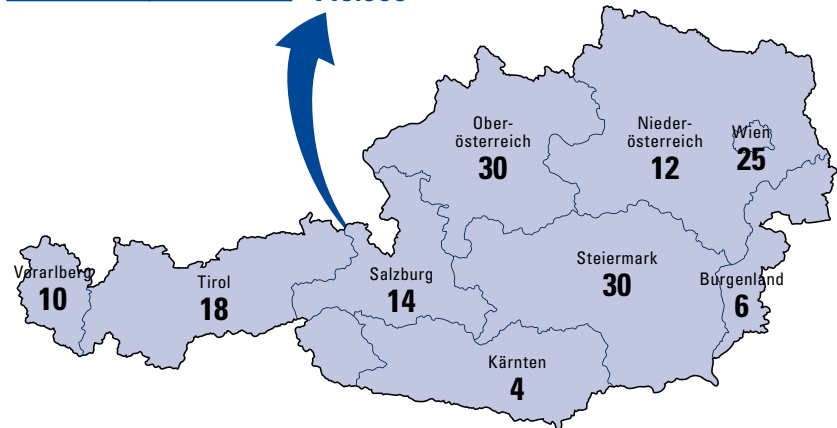 Ober-
österreich
30
Nieder-
österreich
12
Wien
25
Vorarlberg
10
Tirol
18
Salzburg
14
Steiermark
30
Burgenland
6
Kärnten
4